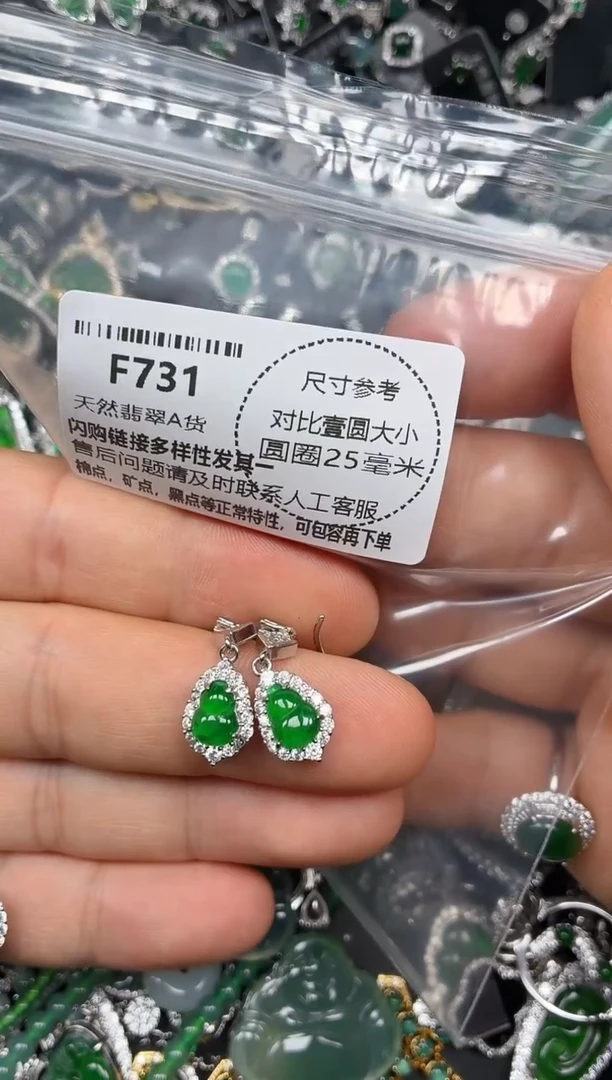 F731
尺寸参考
天然翡翠A货
对比壹圆大小
闪购链接多样性发其一
圆圈25毫米
售后问题请及时联系人工客服
棉点，矿点，黑点等正常特性，可包容再下单